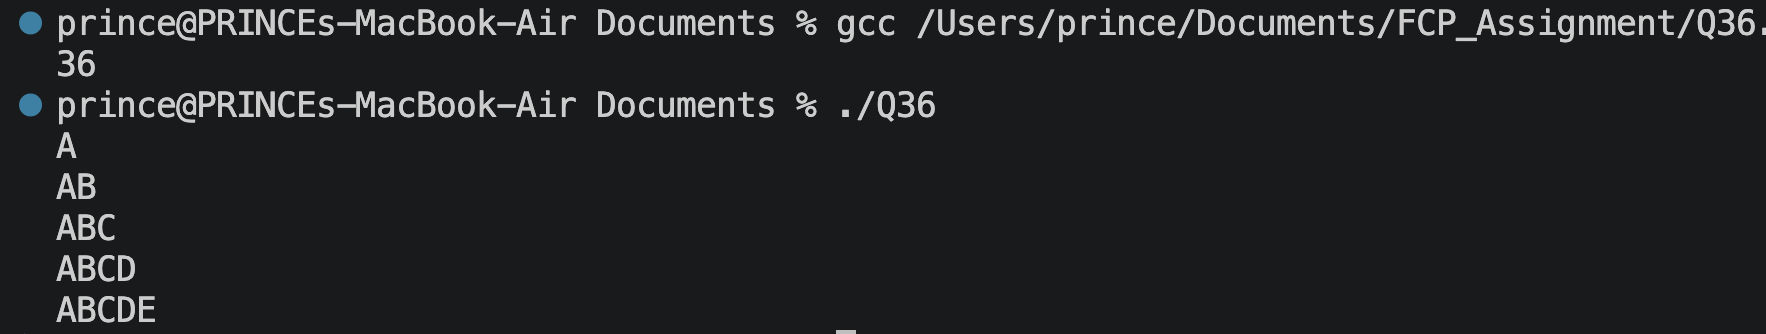 prince@PRINCEs-MacBook-Air Documents % gcc /Users/prince/Documents/FCP_Assignment/Q36.
36
prince@PRINCEs-MacBook-Air Documents % ./Q36
A
AB
ABC
ABCD
ABCDE